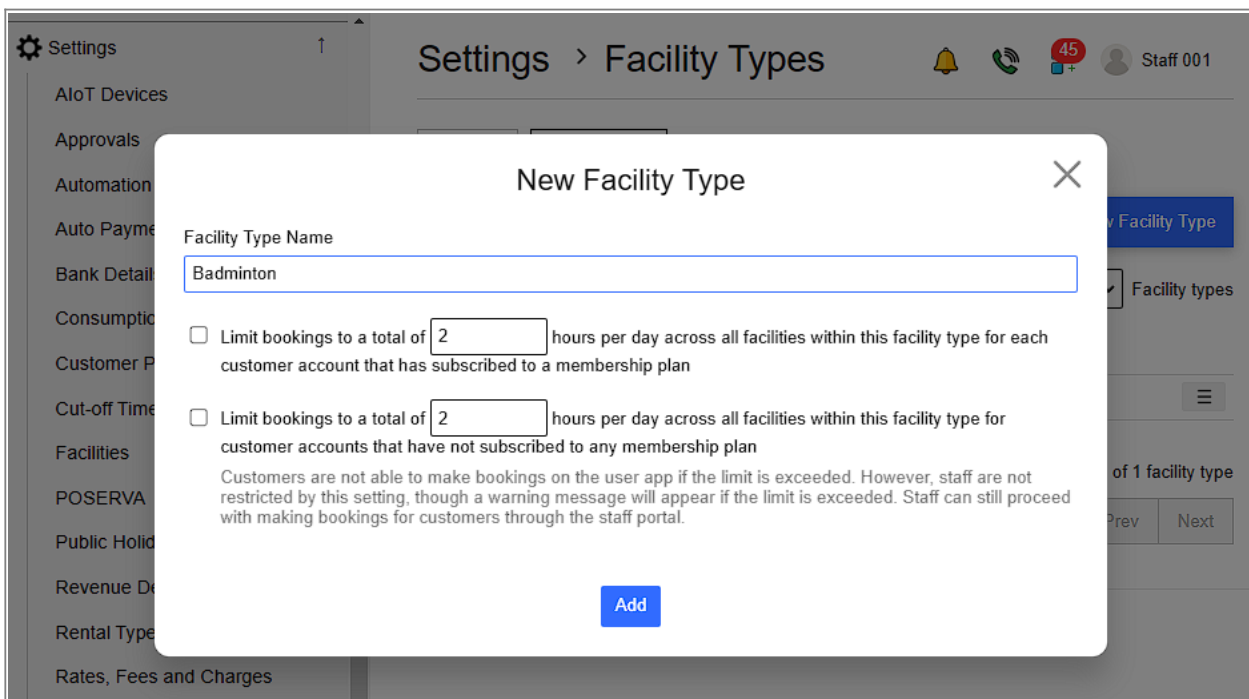 Settings
↑
AIoT Devices
Approvals
Automation
Auto Payme
Bank Detail
Consumptio
Customer P
Cut-off Time
Facilities
POSERVA
Public Holid
Revenue De
Rental Type
Rates, Fees and Charges
Settings > Facility Types
45
Staff 001
Facility Type
Facility types
of 1 facility type
Prev
Next
New Facility Type
Facility Type Name
Badminton
Limit bookings to a total of 2 hours per day across all facilities within this facility type for each
customer account that has subscribed to a membership plan
Limit bookings to a total of 2 hours per day across all facilities within this facility type for
customer accounts that have not subscribed to any membership plan
Customers are not able to make bookings on the user app if the limit is exceeded. However, staff are not
restricted by this setting, though a warning message will appear if the limit is exceeded. Staff can still proceed
with making bookings for customers through the staff portal.
Add